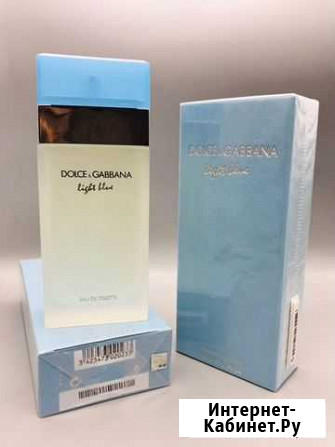 DOLCE & GABBANA
light blue
EAU DE TOILETTE
DOLCE & GABBANA
light blue
Интернет-
Кабинет.Ру